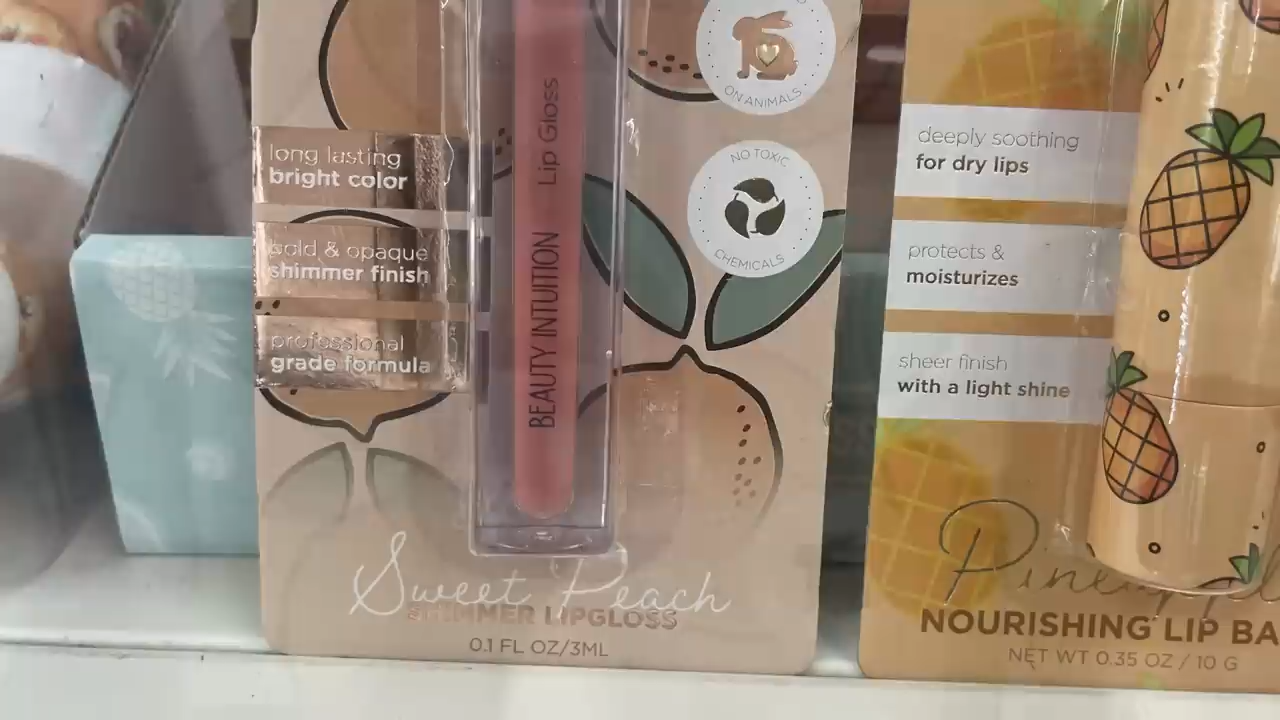 ON ANIMALS
NO TOXIC
CHEMICALS
long lasting
bright color
bold & opaque
shimmer finish
professional
grade formula
BEAUTY INTUITION Lip Gloss
Sweet Peach
SHIMMER LIPGLOSS
0.1 FL OZ/3ML
deeply soothing
for dry lips
protects &
moisturizes
sheer finish
with a light shine
NOURISHING LIP BA
NET WT 0.35 OZ / 10 G